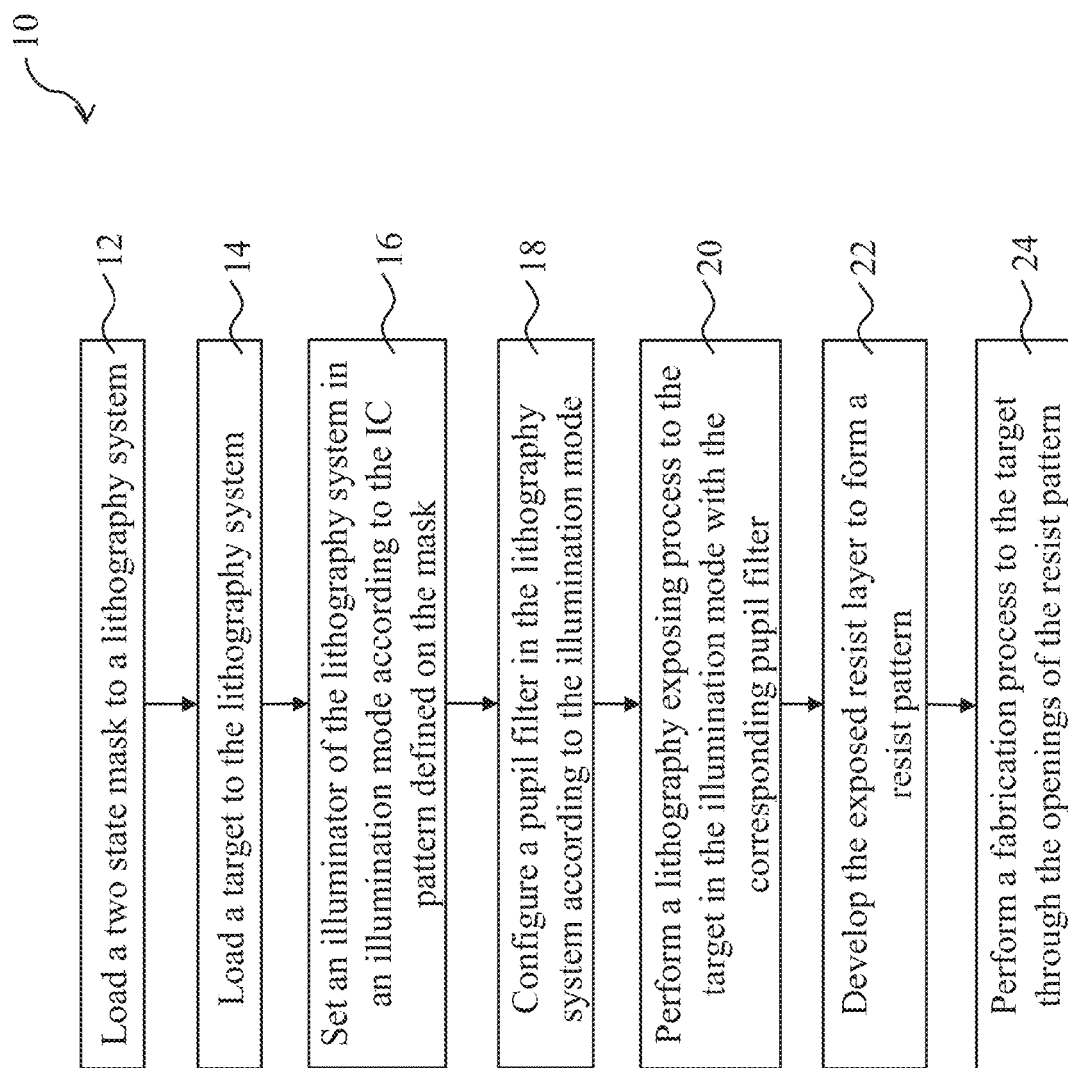 10
Load a two state mask to a lithography system
12
Load a target to the lithography system
14
Set an illuminator of the lithography system in
an illumination mode according to the IC
pattern defined on the mask
16
Configure a pupil filter in the lithography
system according to the illumination mode
18
Perform a lithography exposing process to the
target in the illumination mode with the
corresponding pupil filter
20
Develop the exposed resist layer to form a
resist pattern
22
Perform a fabrication process to the target
through the openings of the resist pattern
24